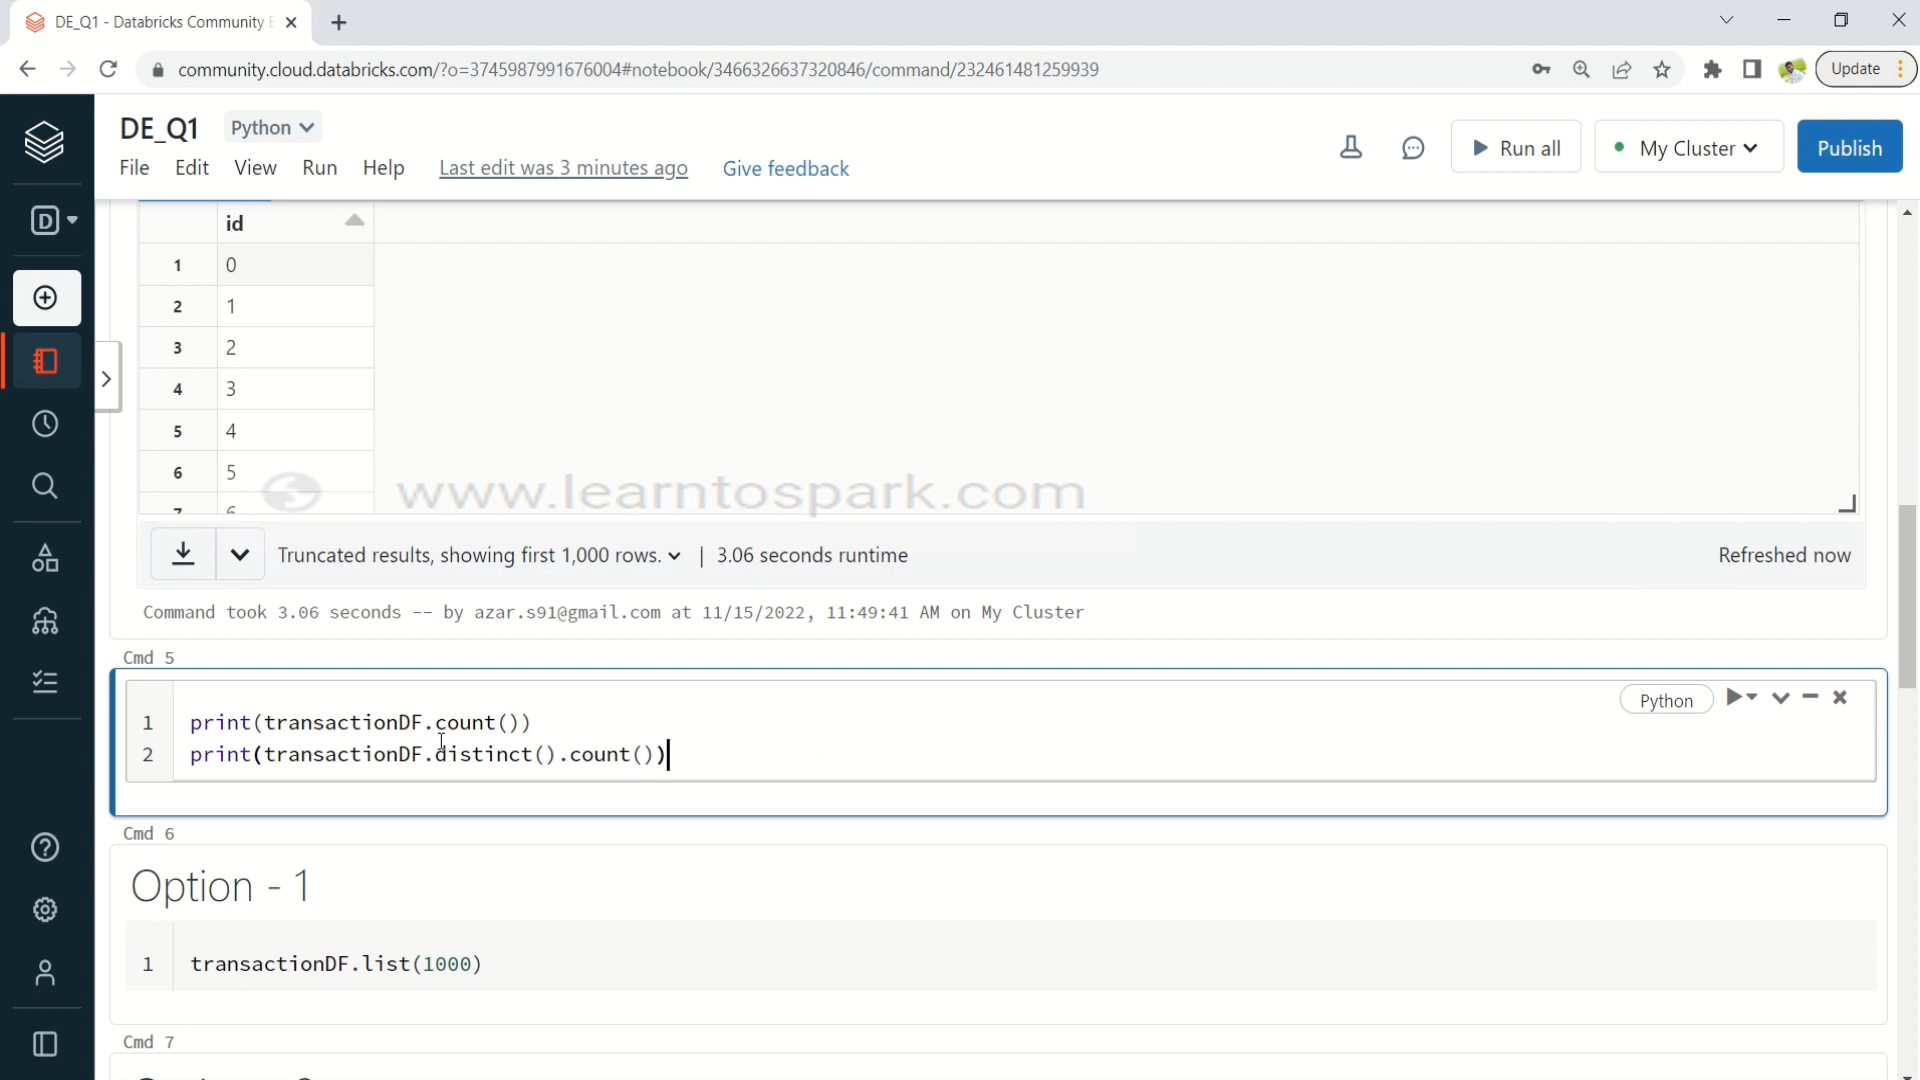 DE_Q1 - Databricks Community E
community.cloud.databricks.com/?o=3745987991676004#notebook/3466326637320846/command/232461481259939
Update
DE_Q1 Python
File Edit View Run Help Last edit was 3 minutes ago Give feedback
Run all My Cluster Publish
D
id
1 0
2 1
3 2
4 3
5 4
6 5
7 6
www.learntospark.com
Truncated results, showing first 1,000 rows. | 3.06 seconds runtime Refreshed now
Command took 3.06 seconds -- by azar.s91@gmail.com at 11/15/2022, 11:49:41 AM on My Cluster
Cmd 5
Python
1 print(transactionDF.count())
2 print(transactionDF.distinct().count())
Cmd 6
Option - 1
1 transactionDF.list(1000)
Cmd 7